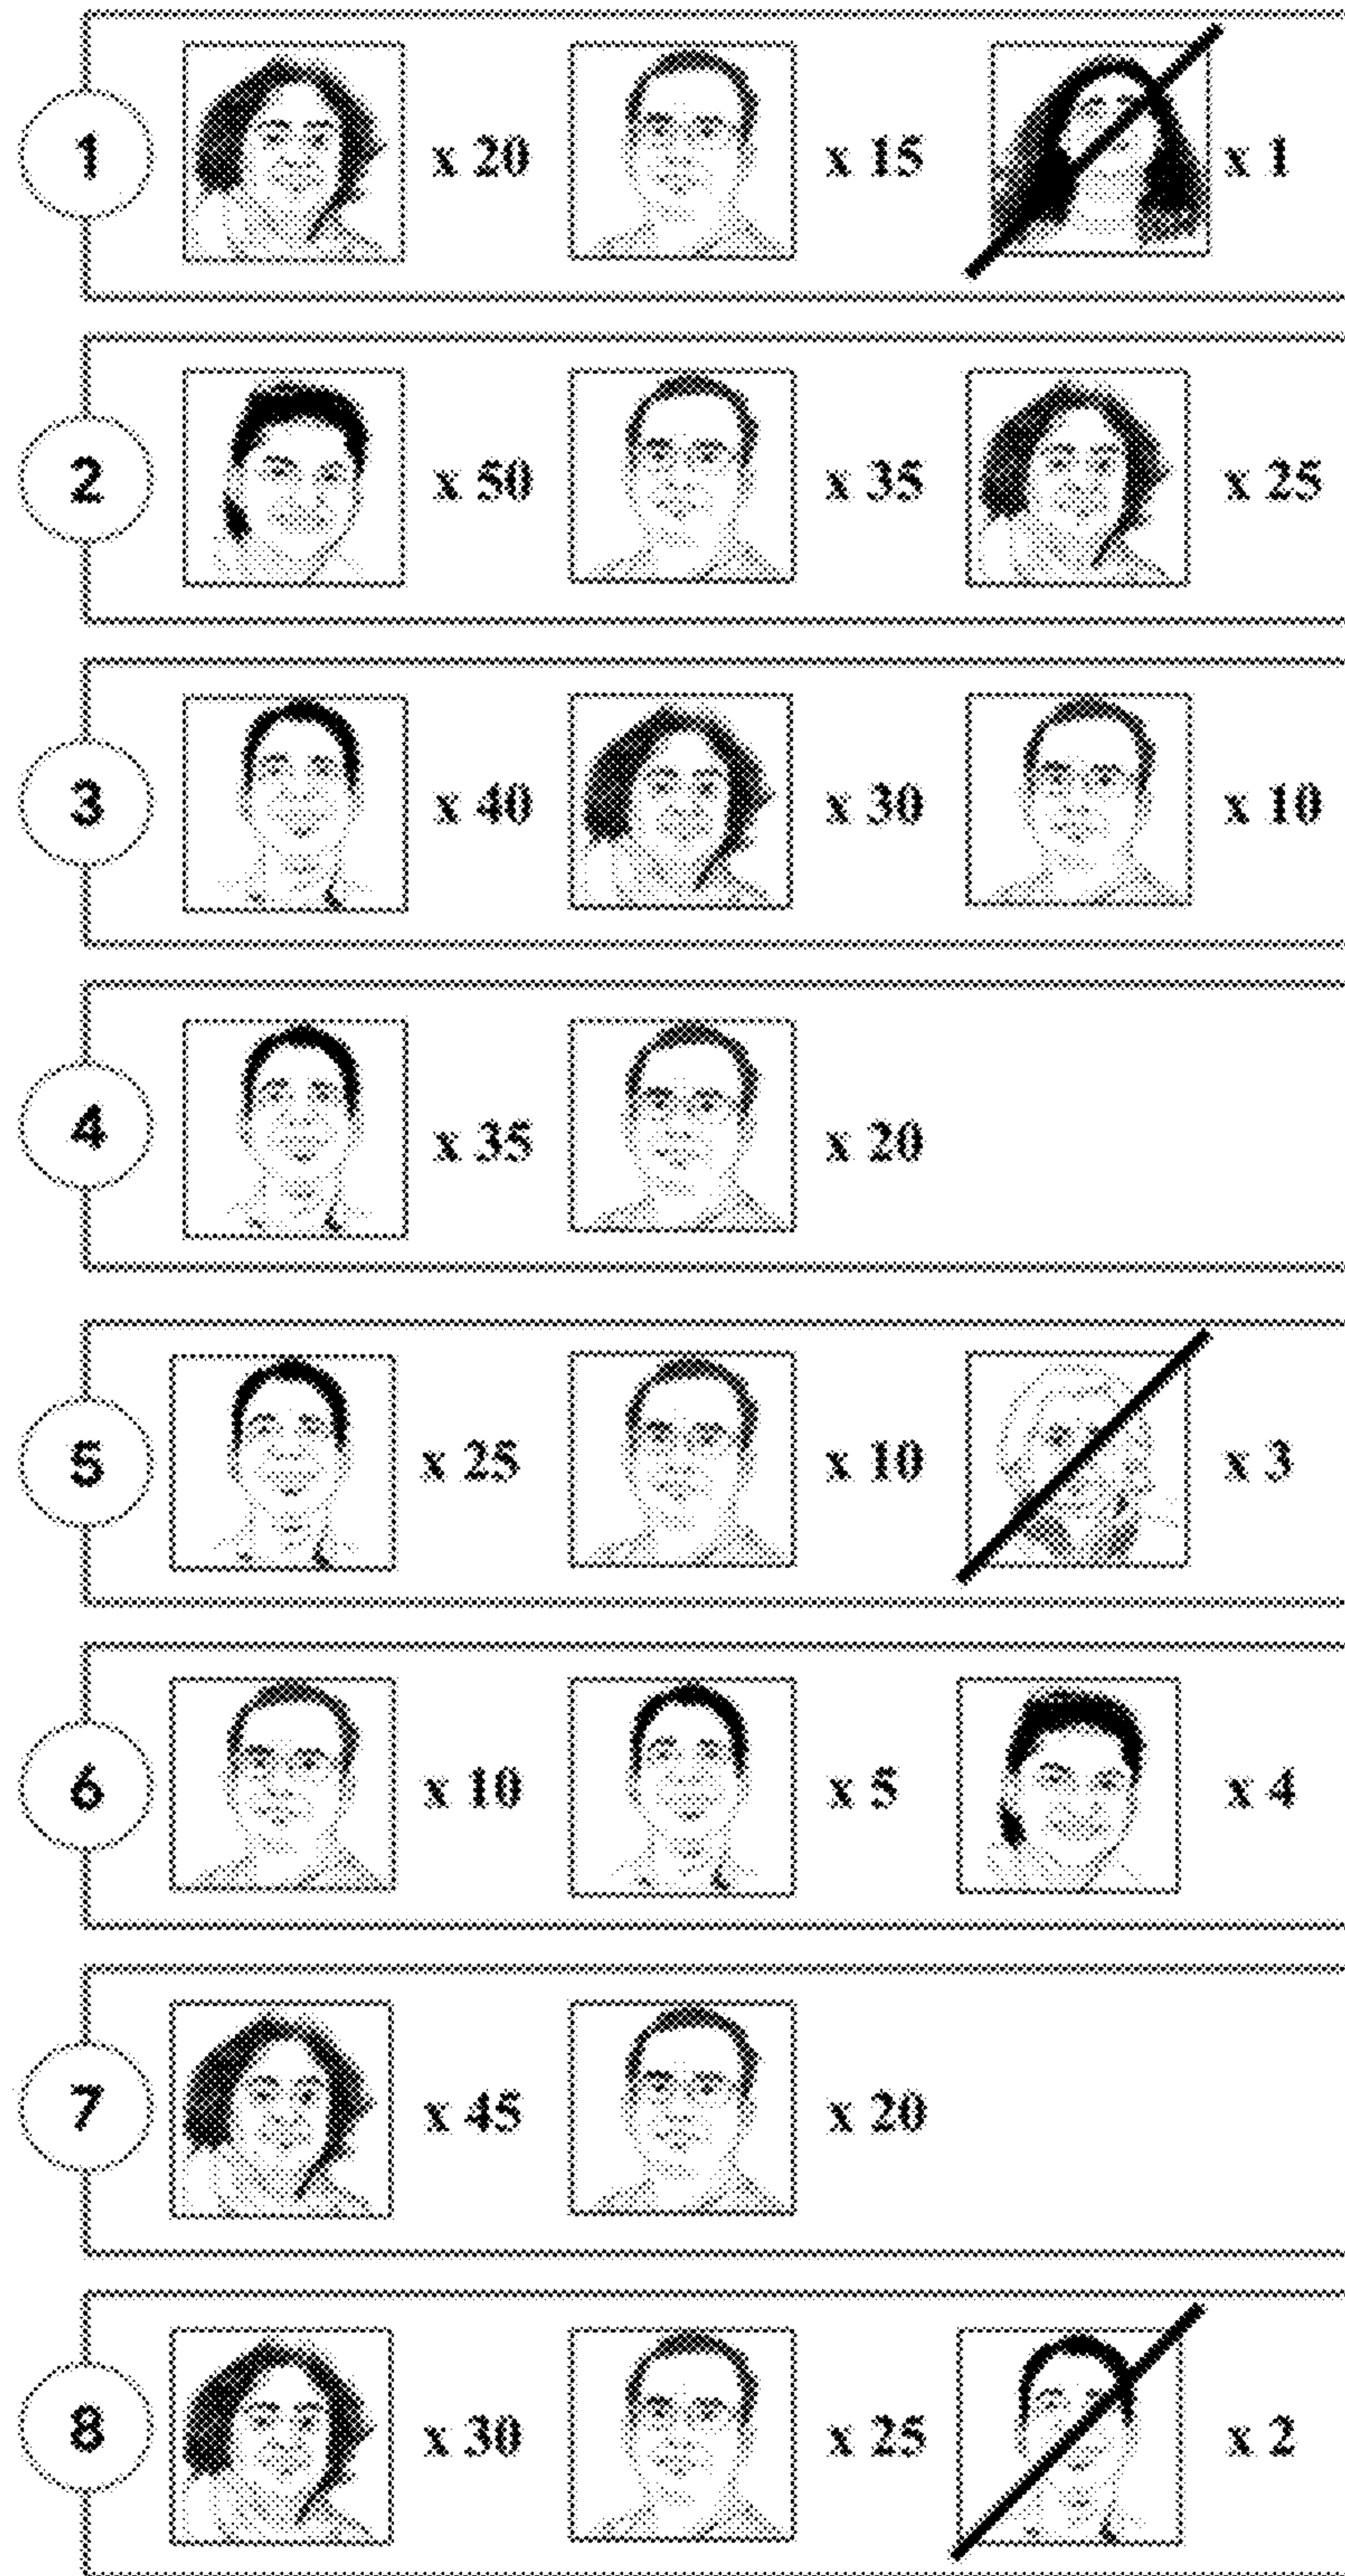 1 x 20 x 15 x 1
2 x 50 x 35 x 25
3 x 40 x 30 x 10
4 x 35 x 20
5 x 25 x 10 x 3
6 x 10 x 5 x 4
7 x 45 x 20
8 x 30 x 25 x 2